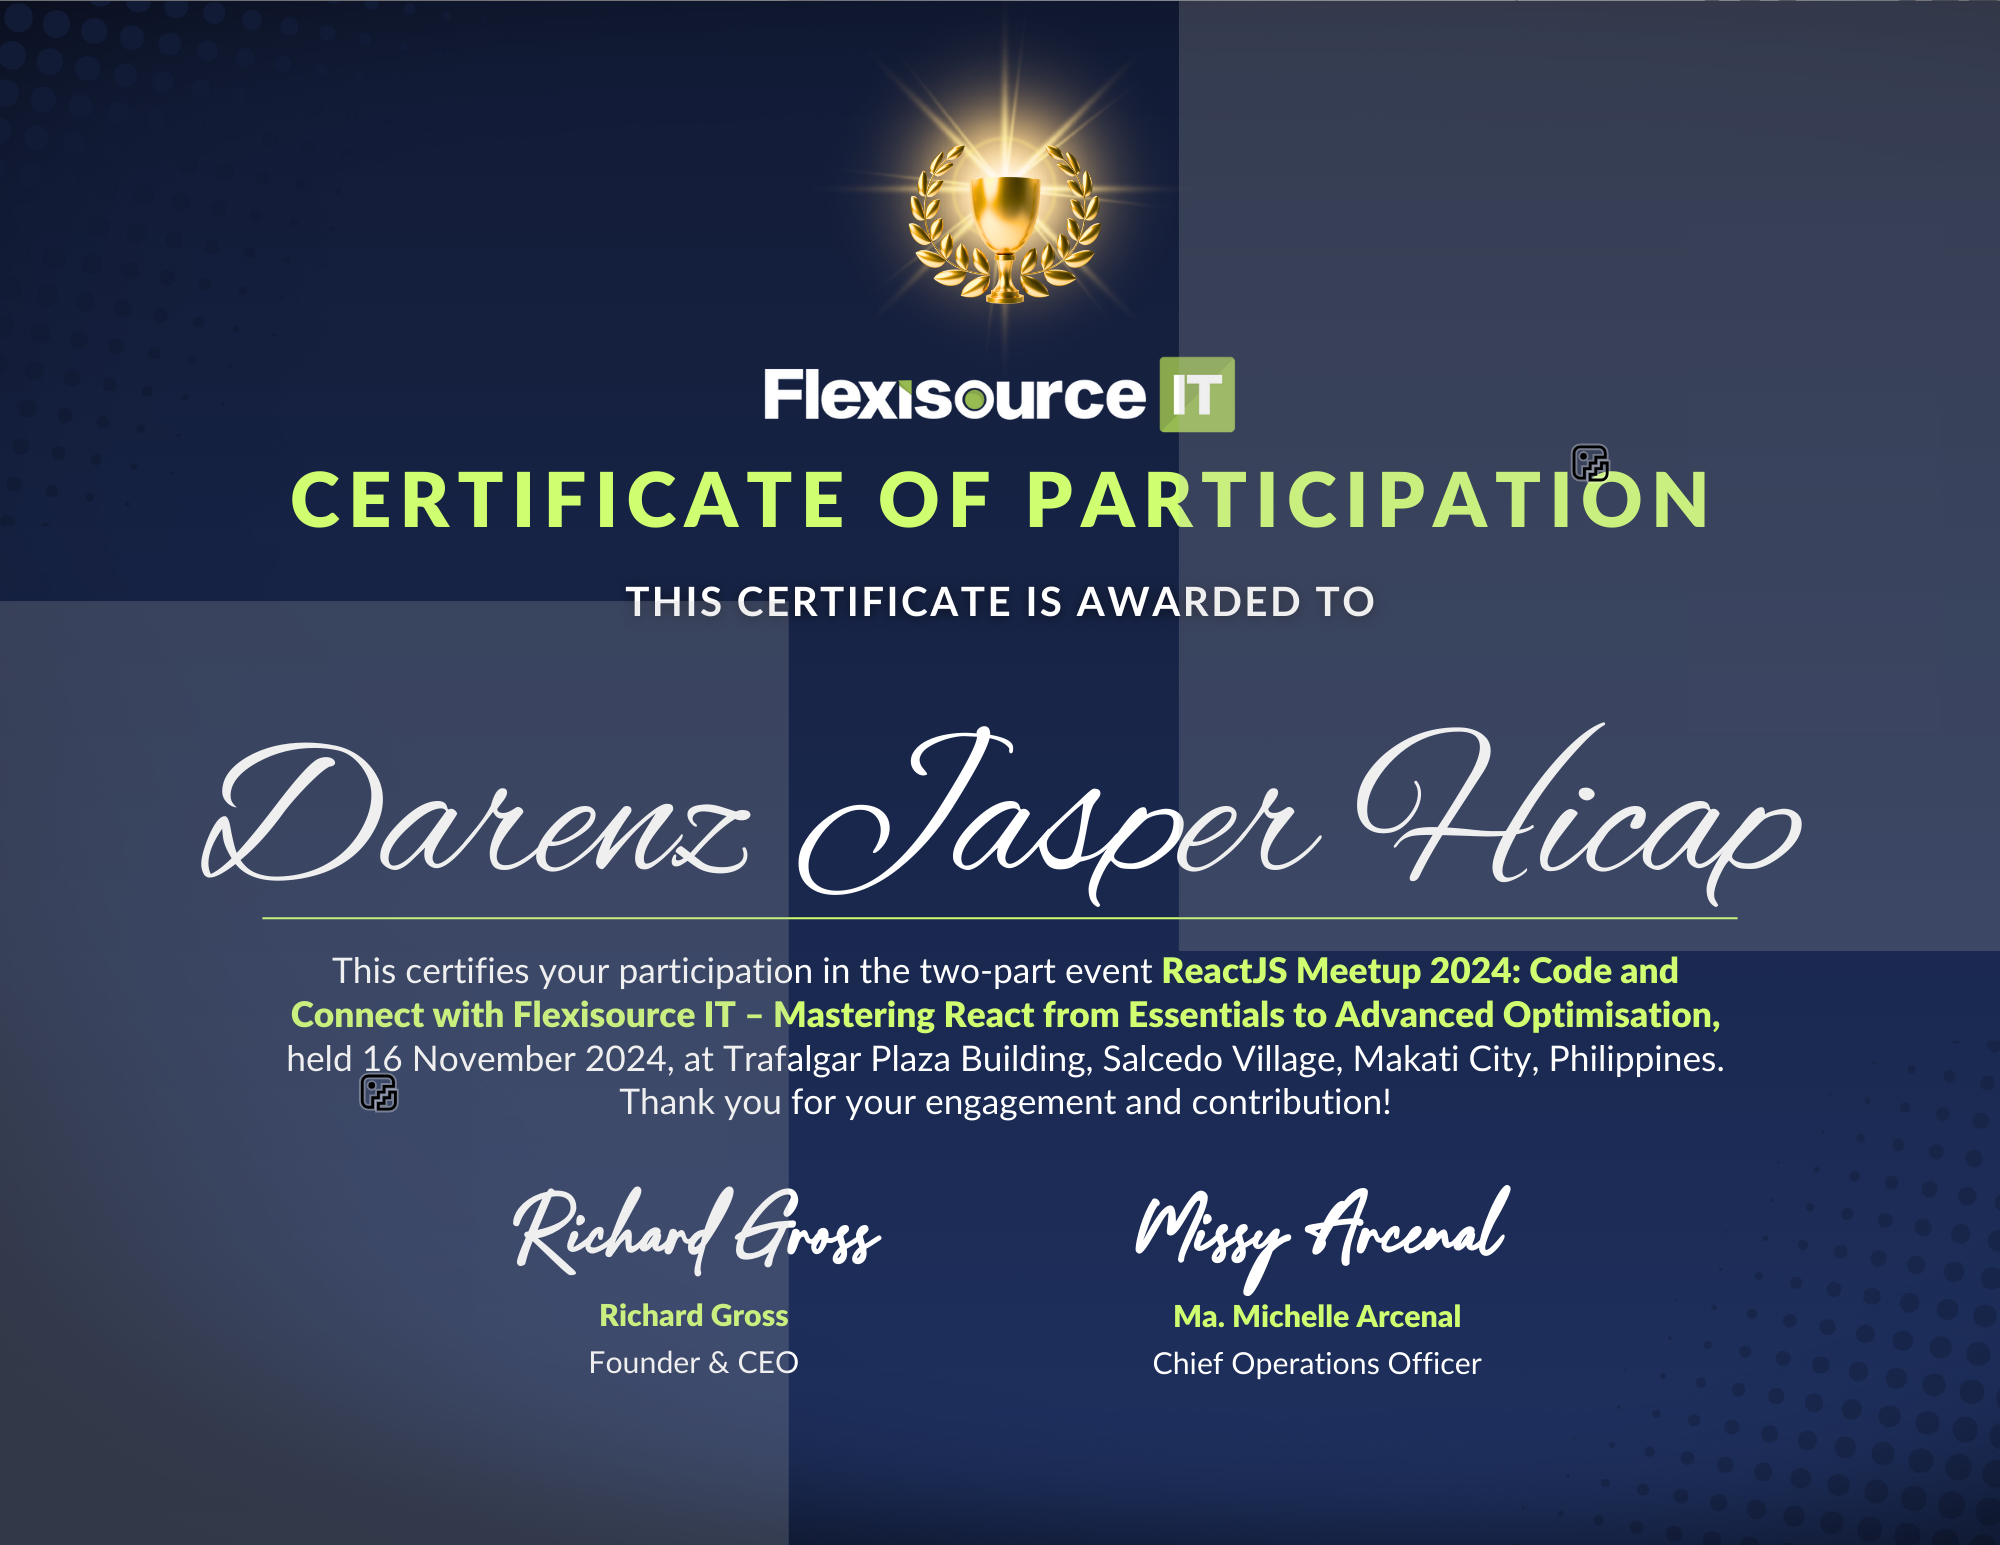 Flexisource IT
CERTIFICATE OF PARTICIPATION
THIS CERTIFICATE IS AWARDED TO
Darenz Jasper Hicap
This certifies your participation in the two-part event ReactJS Meetup 2024: Code and
Connect with Flexisource IT – Mastering React from Essentials to Advanced Optimisation,
held 16 November 2024, at Trafalgar Plaza Building, Salcedo Village, Makati City, Philippines.
Thank you for your engagement and contribution!
Richard Gross
Richard Gross
Founder & CEO
Missy Arcenal
Ma. Michelle Arcenal
Chief Operations Officer